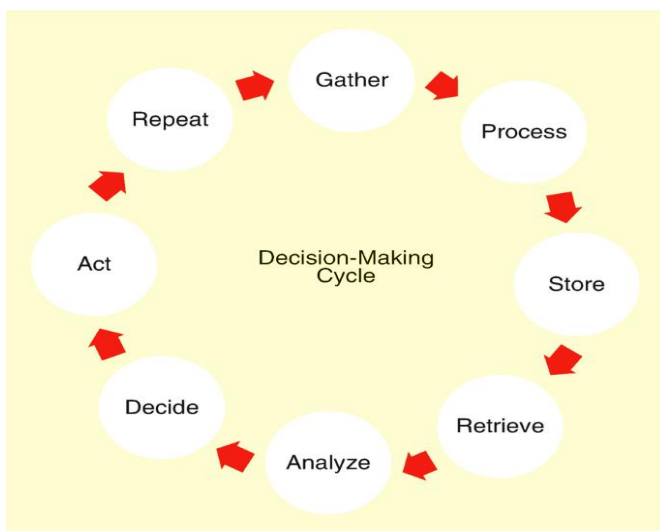 Gather
Process
Store
Retrieve
Analyze
Decide
Act
Repeat
Decision-Making
Cycle